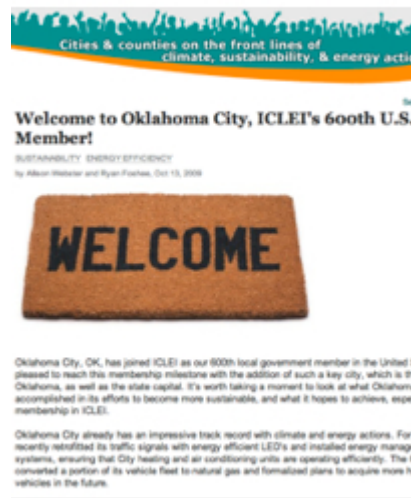 Cities & counties on the front lines of
climate, sustainability, & energy acti
Welcome to Oklahoma City, ICLEI's 600th U.S.
Member!
SUSTAINABILITY ENERGY EFFICIENCY
by Allison Webster and Ryan Foshee, Oct 13, 2009
WELCOME
Oklahoma City, OK, has joined ICLEI as our 600th local government member in the United
pleased to reach this membership milestone with the addition of such a key city, which is th
Oklahoma, as well as the state capital. It's worth taking a moment to look at what Oklahom
accomplished in its efforts to become more sustainable, and what it hopes to achieve, espe
membership in ICLEI.
Oklahoma City already has an impressive track record with climate and energy actions. For
recently retrofitted its traffic signals with energy efficient LED's and installed energy manage
systems, ensuring that City heating and air conditioning units are operating efficiently. The
converted a portion of its vehicle fleet to natural gas and formalized plans to acquire more h
vehicles in the future.